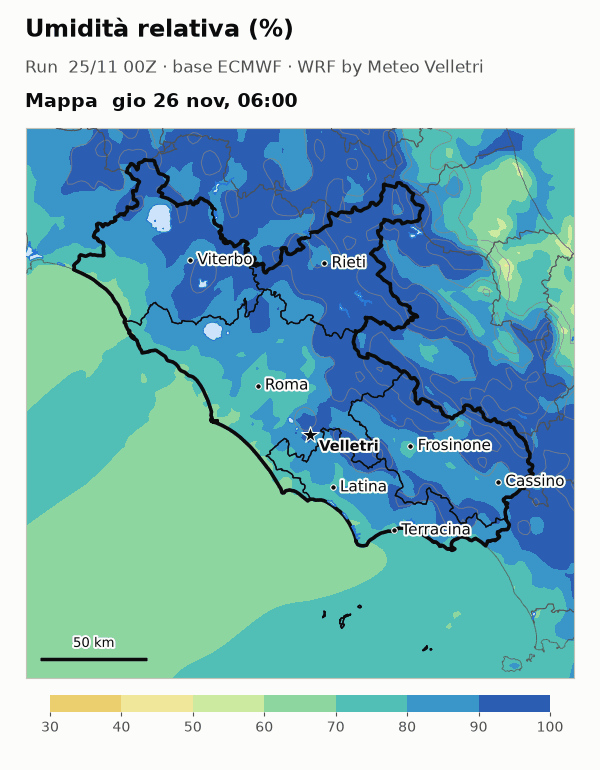 Umidità relativa (%)
Run  25/11 00Z · base ECMWF · WRF by Meteo Velletri
Mappa  gio 26 nov, 06:00
Viterbo
Rieti
Roma
Velletri
Frosinone
Cassino
Latina
Terracina
50 km
30 40 50 60 70 80 90 100